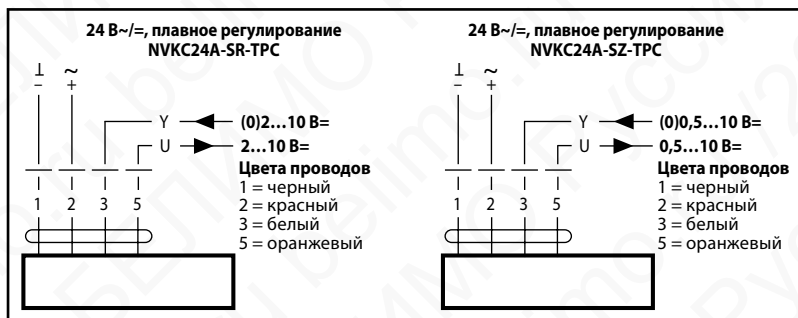 24 В~/=, плавное регулирование
NVKC24A-SR-TPC
⊥ ~
– +
Y (0)2...10 В=
U 2...10 В=
Цвета проводов
1 = черный
2 = красный
3 = белый
5 = оранжевый
1 2 3 5
24 В~/=, плавное регулирование
NVKC24A-SZ-TPC
⊥ ~
– +
Y (0)0,5...10 В=
U 0,5...10 В=
Цвета проводов
1 = черный
2 = красный
3 = белый
5 = оранжевый
1 2 3 5